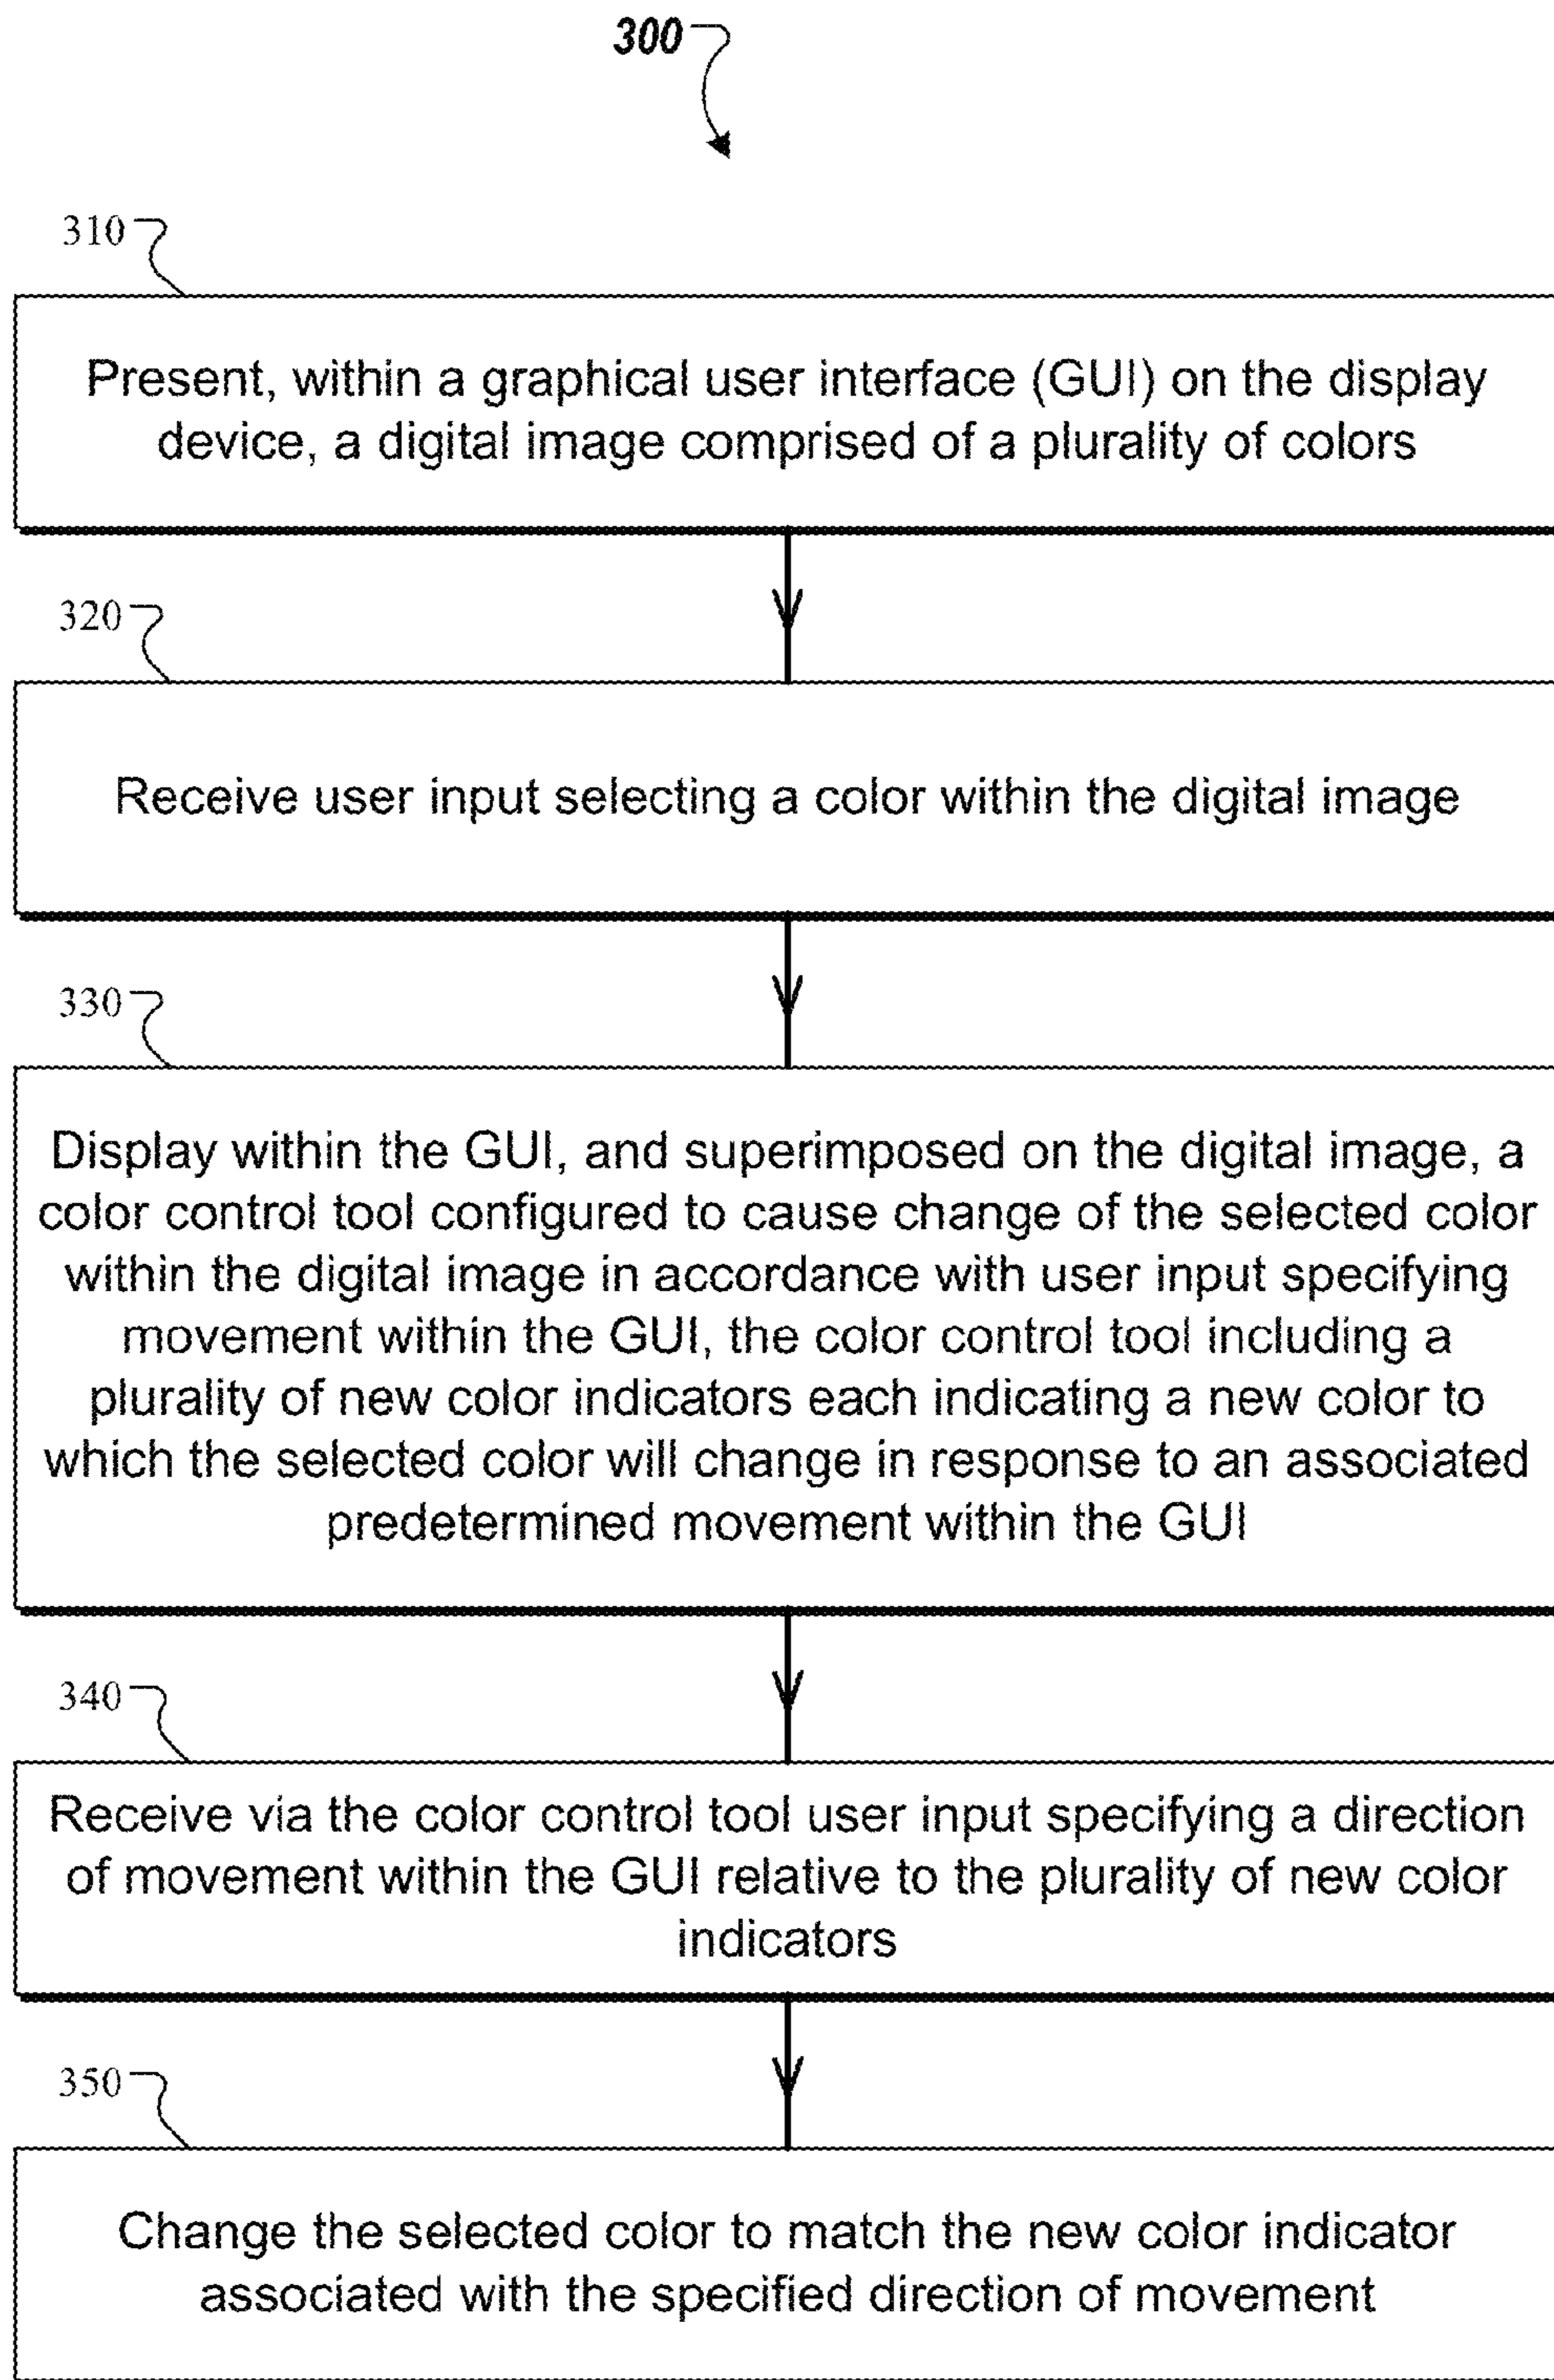 300
310
Present, within a graphical user interface (GUI) on the display
device, a digital image comprised of a plurality of colors
320
Receive user input selecting a color within the digital image
330
Display within the GUI, and superimposed on the digital image, a
color control tool configured to cause change of the selected color
within the digital image in accordance with user input specifying
movement within the GUI, the color control tool including a
plurality of new color indicators each indicating a new color to
which the selected color will change in response to an associated
predetermined movement within the GUI
340
Receive via the color control tool user input specifying a direction
of movement within the GUI relative to the plurality of new color
indicators
350
Change the selected color to match the new color indicator
associated with the specified direction of movement